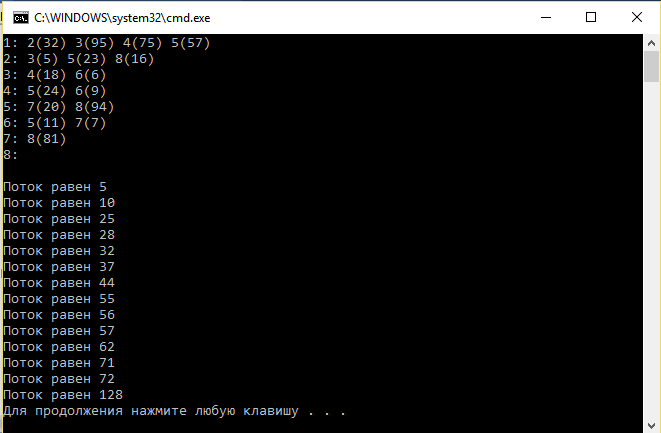 C:\WINDOWS\system32\cmd.exe
1: 2(32) 3(95) 4(75) 5(57)
2: 3(5) 5(23) 8(16)
3: 4(18) 6(6)
4: 5(24) 6(9)
5: 7(20) 8(94)
6: 5(11) 7(7)
7: 8(81)
8:
Поток равен 5
Поток равен 10
Поток равен 25
Поток равен 28
Поток равен 32
Поток равен 37
Поток равен 44
Поток равен 55
Поток равен 56
Поток равен 57
Поток равен 62
Поток равен 71
Поток равен 72
Поток равен 128
Для продолжения нажмите любую клавишу . . .